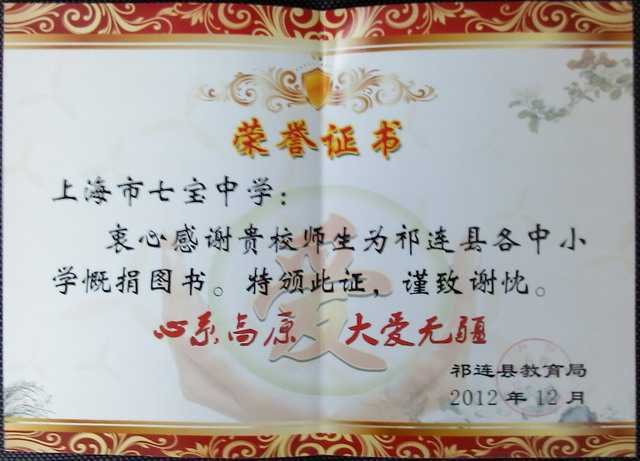 荣誉证书
上海市七宝中学：
衷心感谢贵校师生为祁连县各中小
学慨捐图书。特颁此证，谨致谢忱。
爱
心系高原 大爱无疆
祁连县教育局
2012年12月